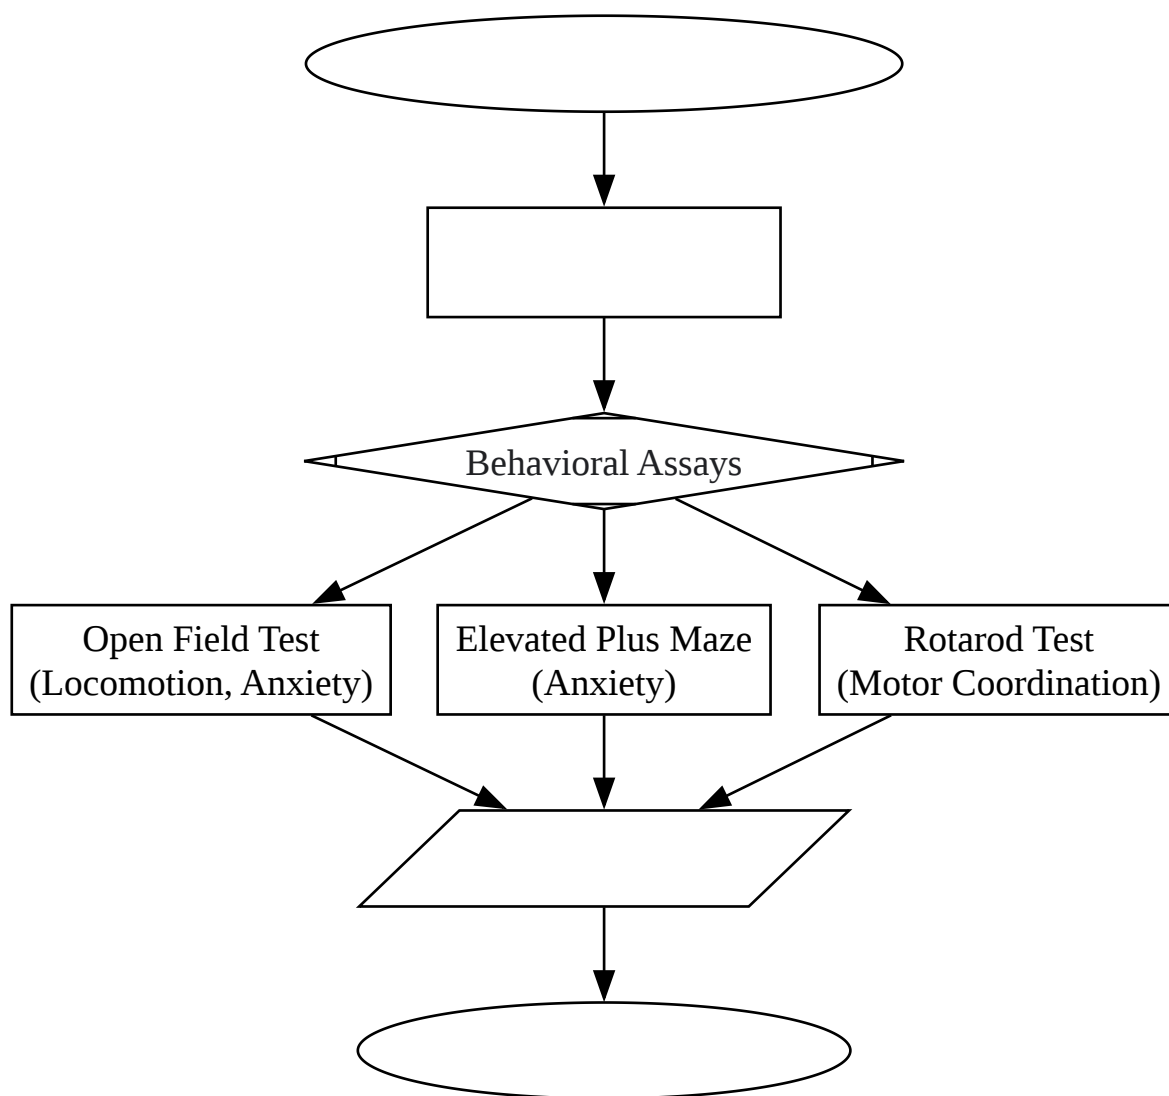 Behavioral Assays
Open Field Test
(Locomotion, Anxiety)
Elevated Plus Maze
(Anxiety)
Rotarod Test
(Motor Coordination)